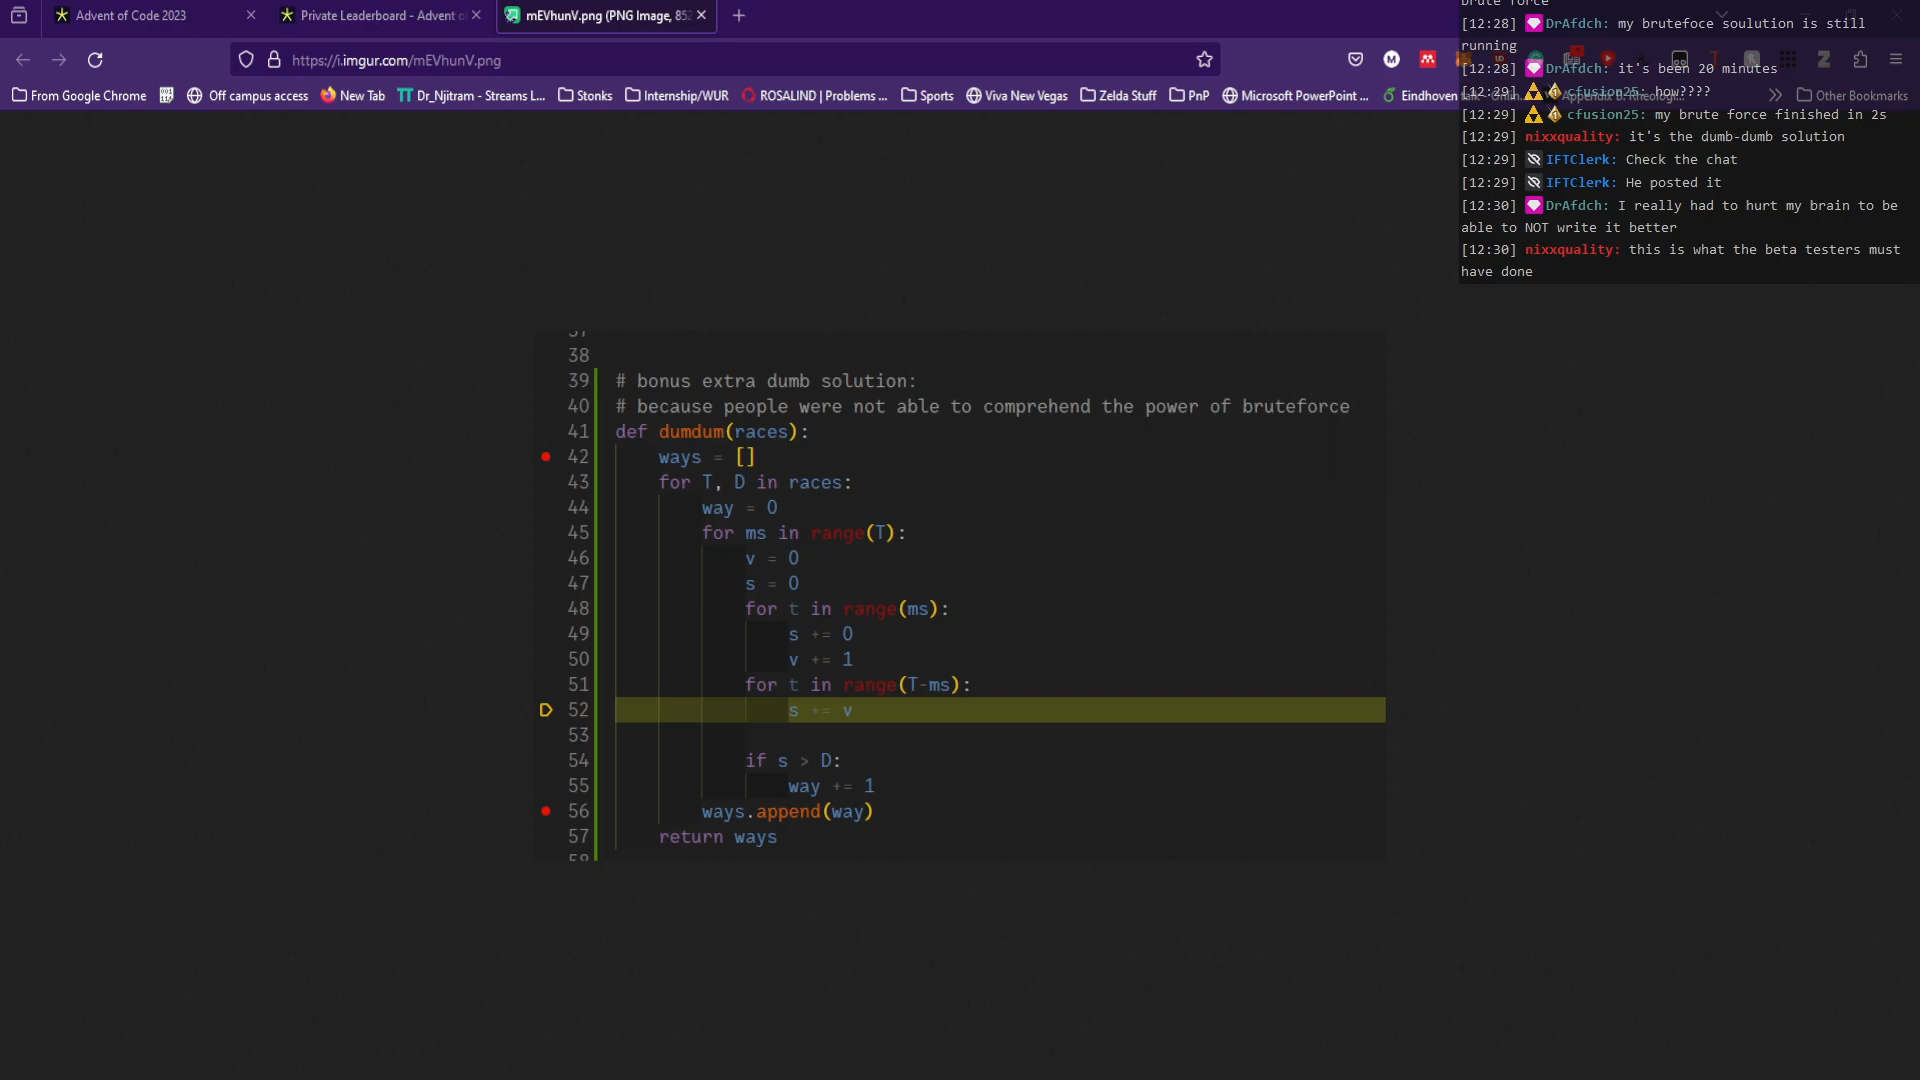 Advent of Code 2023
Private Leaderboard - Advent o
mEVhunV.png (PNG Image, 852
https://i.imgur.com/mEVhunV.png
From Google Chrome
Off campus access
New Tab
Dr_Njitram - Streams L...
Stonks
Internship/WUR
ROSALIND | Problems ...
Sports
Viva New Vegas
Zelda Stuff
PnP
Microsoft PowerPoint ...
Eindhoven
Other Bookmarks
brute force
[12:28] DrAfdch: my brutefoce soulution is still
running
[12:28] DrAfdch: it's been 20 minutes
[12:29] cfusion25: how????
[12:29] cfusion25: my brute force finished in 2s
[12:29] nixxquality: it's the dumb-dumb solution
[12:29] IFTClerk: Check the chat
[12:29] IFTClerk: He posted it
[12:30] DrAfdch: I really had to hurt my brain to be
able to NOT write it better
[12:30] nixxquality: this is what the beta testers must
have done
37
38
39 # bonus extra dumb solution:
40 # because people were not able to comprehend the power of bruteforce
41 def dumdum(races):
42 ways = []
43 for T, D in races:
44 way = 0
45 for ms in range(T):
46 v = 0
47 s = 0
48 for t in range(ms):
49 s += 0
50 v += 1
51 for t in range(T-ms):
52 s += v
53
54 if s > D:
55 way += 1
56 ways.append(way)
57 return ways
58